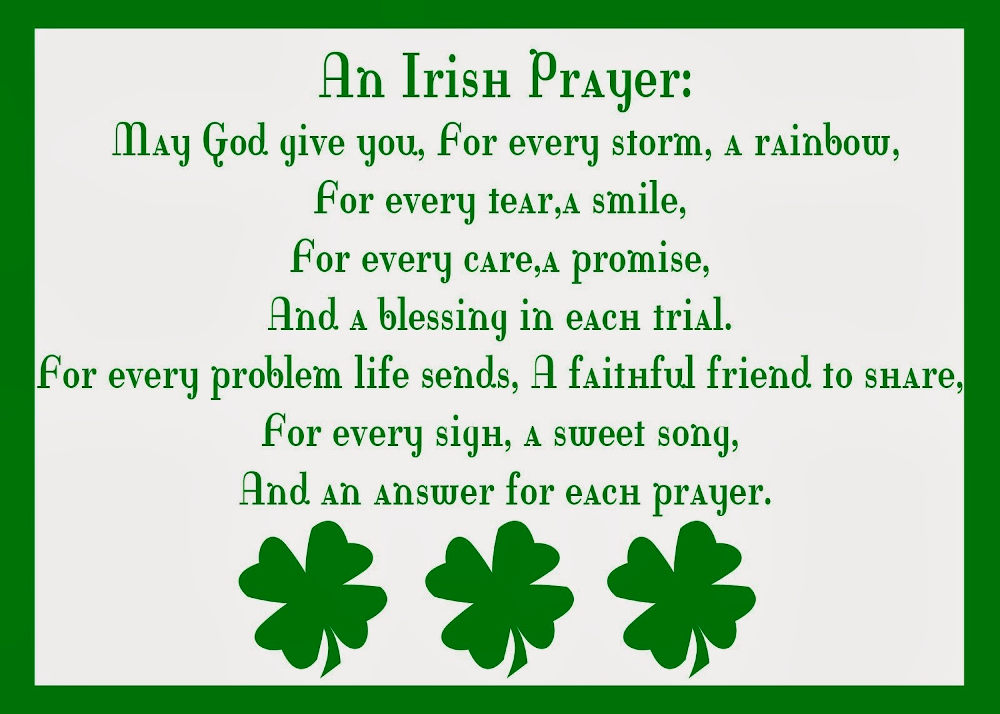 An Irish Prayer:
May God give you, For every storm, a rainbow,
For every tear,a smile,
For every care,a promise,
And a blessing in each trial.
For every problem life sends, A faithful friend to share,
For every sigh, a sweet song,
And an answer for each prayer.